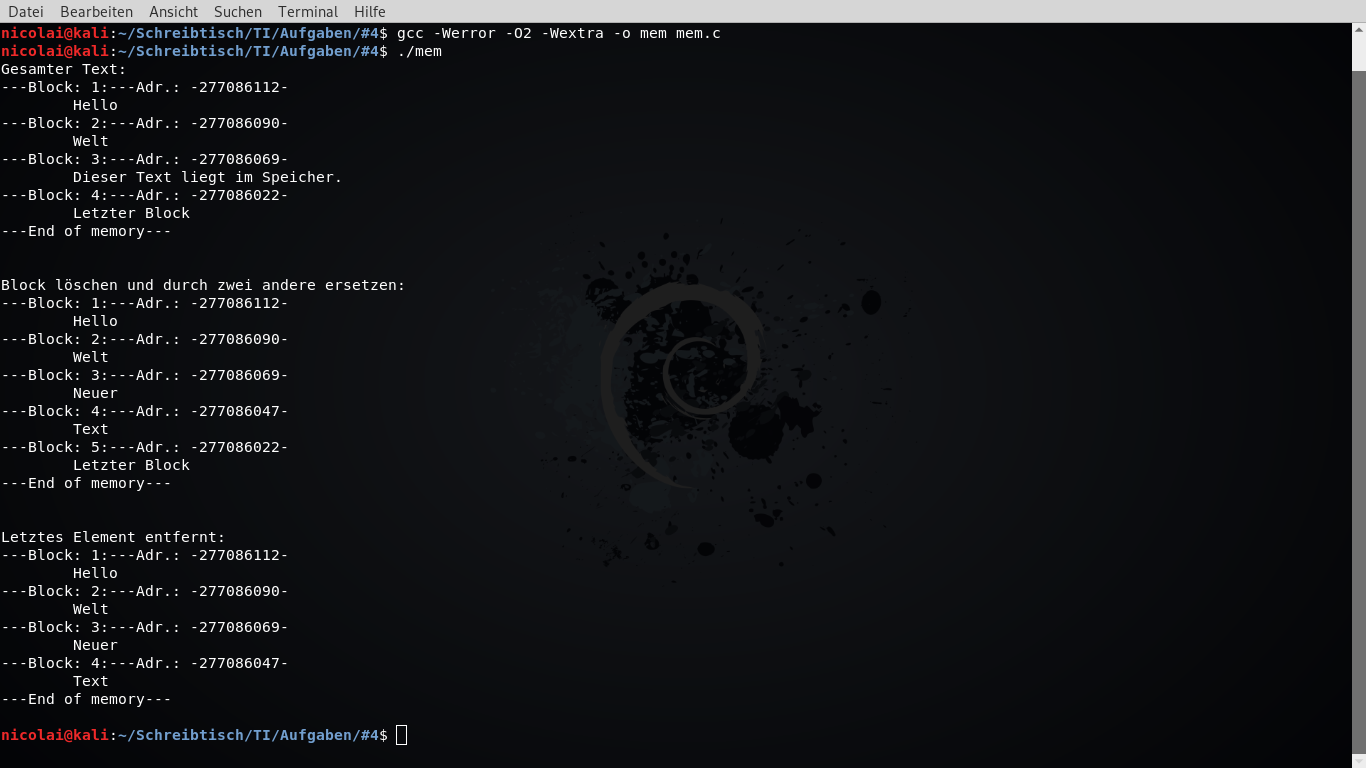 Datei Bearbeiten Ansicht Suchen Terminal Hilfe
nicolai@kali:~/Schreibtisch/TI/Aufgaben/#4$ gcc -Werror -O2 -Wextra -o mem mem.c
nicolai@kali:~/Schreibtisch/TI/Aufgaben/#4$ ./mem
Gesamter Text:
---Block: 1:---Adr.: -277086112-
Hello
---Block: 2:---Adr.: -277086090-
Welt
---Block: 3:---Adr.: -277086069-
Dieser Text liegt im Speicher.
---Block: 4:---Adr.: -277086022-
Letzter Block
---End of memory---
Block löschen und durch zwei andere ersetzen:
---Block: 1:---Adr.: -277086112-
Hello
---Block: 2:---Adr.: -277086090-
Welt
---Block: 3:---Adr.: -277086069-
Neuer
---Block: 4:---Adr.: -277086047-
Text
---Block: 5:---Adr.: -277086022-
Letzter Block
---End of memory---
Letztes Element entfernt:
---Block: 1:---Adr.: -277086112-
Hello
---Block: 2:---Adr.: -277086090-
Welt
---Block: 3:---Adr.: -277086069-
Neuer
---Block: 4:---Adr.: -277086047-
Text
---End of memory---
nicolai@kali:~/Schreibtisch/TI/Aufgaben/#4$